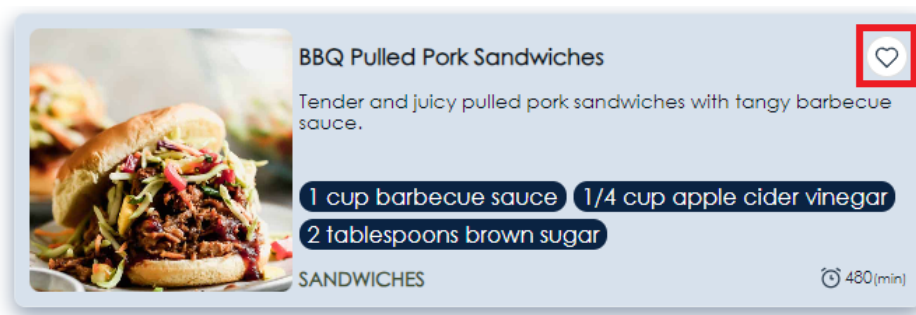 BBQ Pulled Pork Sandwiches
Tender and juicy pulled pork sandwiches with tangy barbecue
sauce.
1 cup barbecue sauce 1/4 cup apple cider vinegar
2 tablespoons brown sugar
SANDWICHES 480(min)